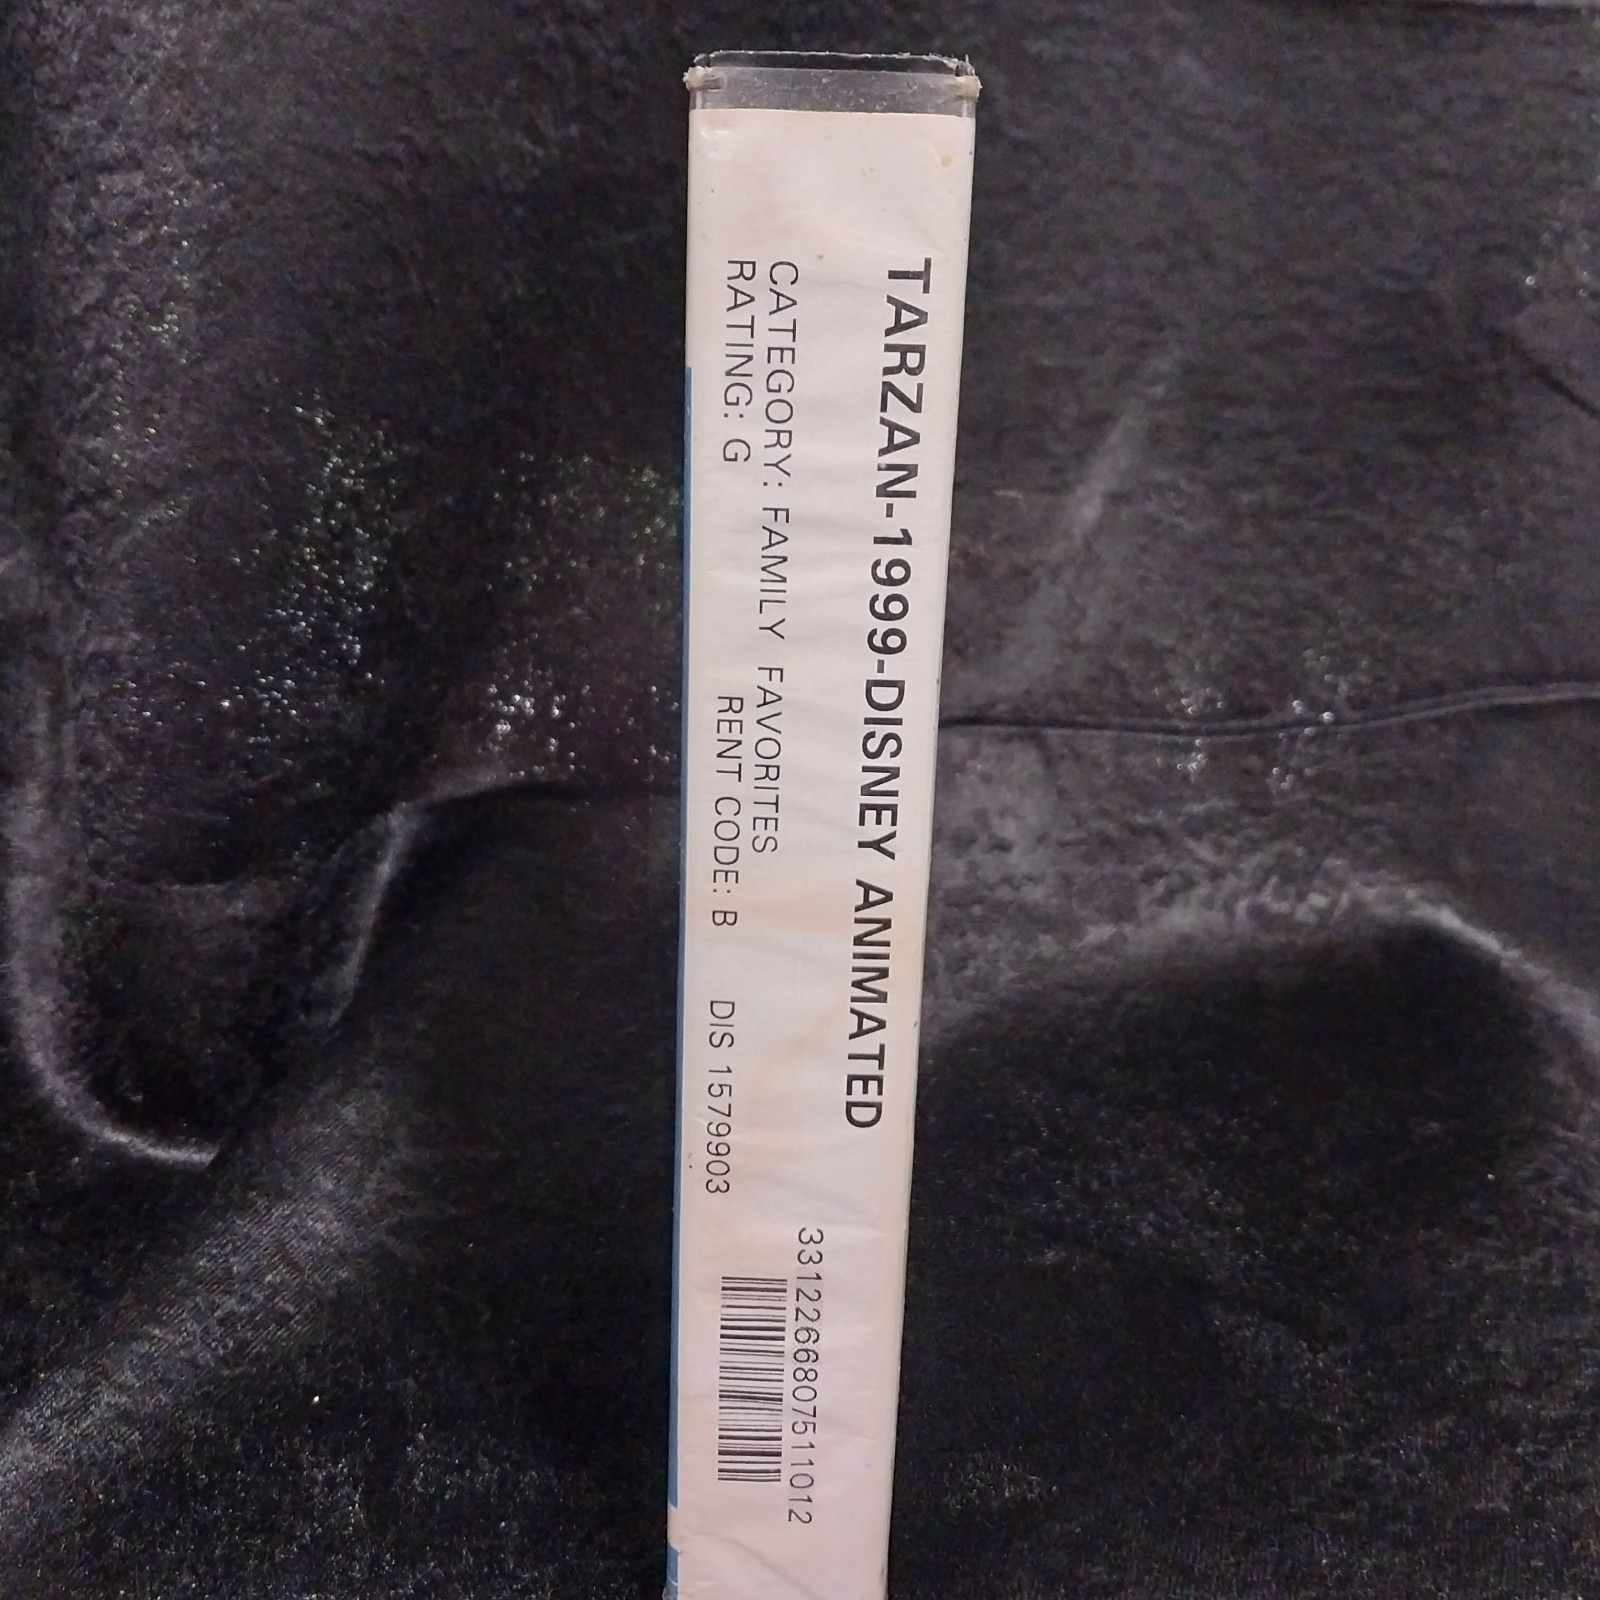 TARZAN-1999-DISNEY ANIMATED
CATEGORY: FAMILY FAVORITES
RATING: G RENT CODE: B DIS 1579903
3312266807511012